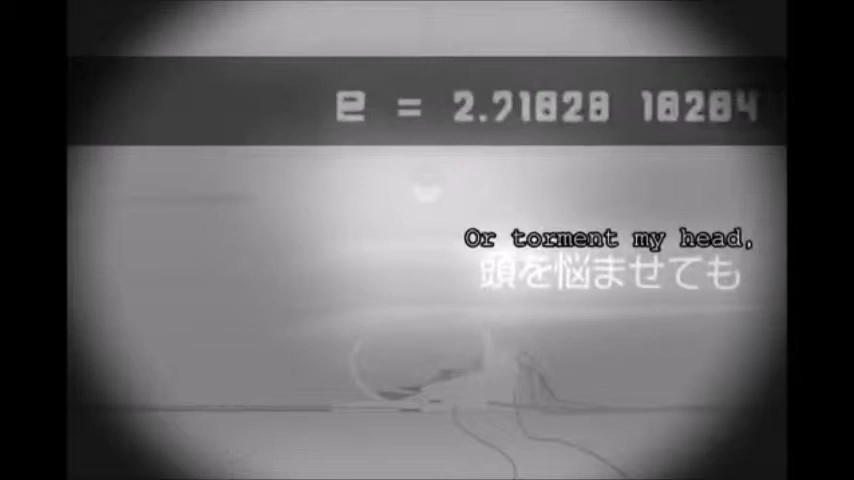 e = 2.71828 18284
Or torment my head,
頭を悩ませても